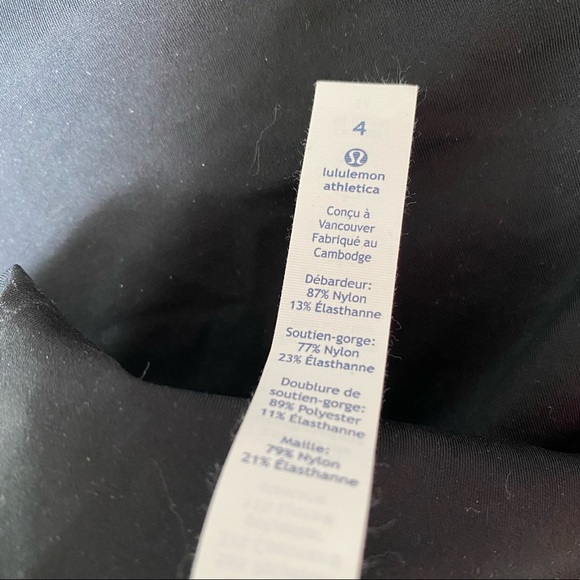 4
lululemon
athletica
Conçu à
Vancouver
Fabriqué au
Cambodge
Débardeur:
87% Nylon
13% Élasthanne
Soutien-gorge:
77% Nylon
23% Élasthanne
Doublure de
soutien-gorge:
89% Polyester
11% Élasthanne
Maille:
79% Nylon
21% Élasthanne